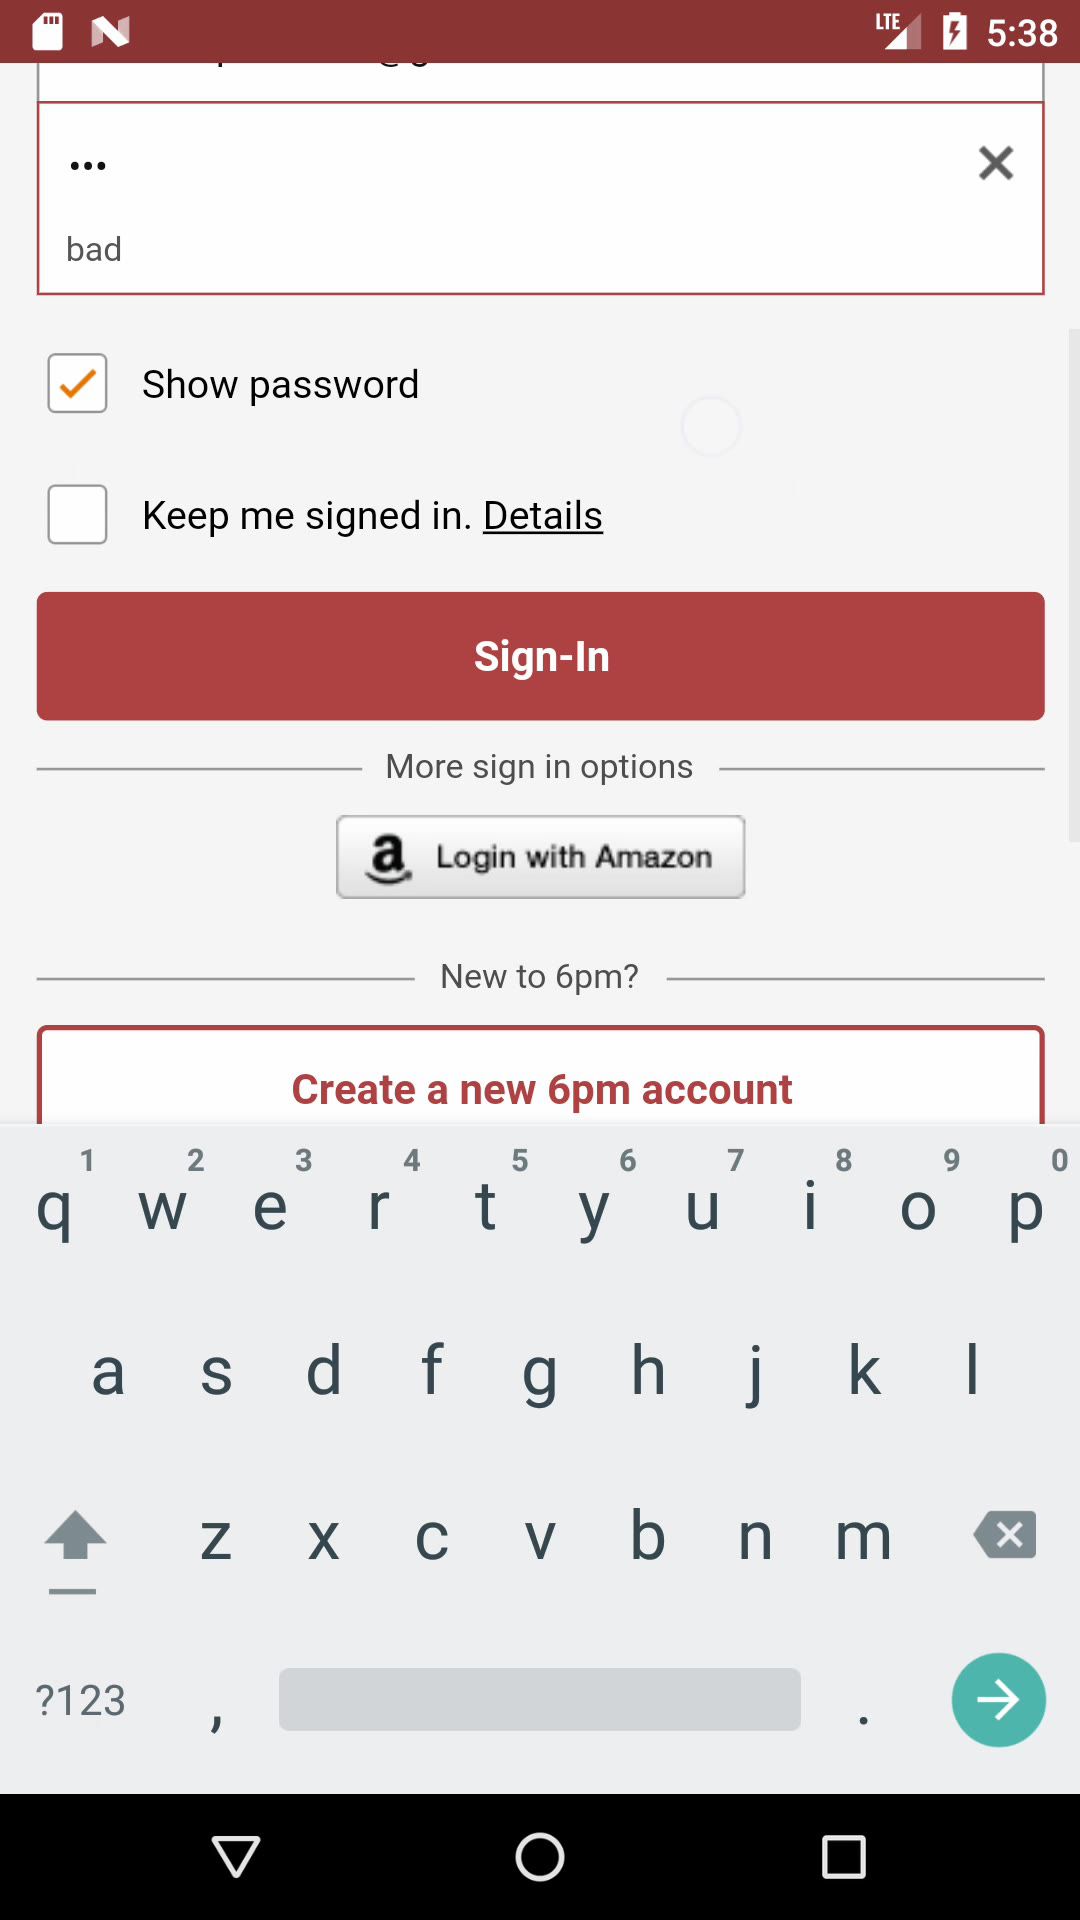 LTE 5:38
•••
bad
Show password
Keep me signed in. Details
Sign-In
More sign in options
a Login with Amazon
New to 6pm?
Create a new 6pm account
1 2 3 4 5 6 7 8 9 0
q w e r t y u i o p
a s d f g h j k l
z x c v b n m
?123 , .